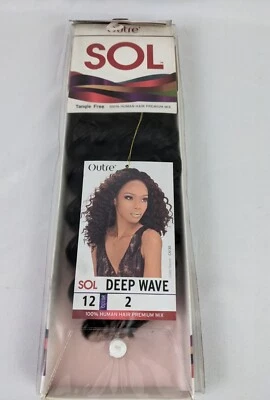 Outre
SOL
Tangle Free 100% HUMAN HAIR PREMIUM MIX
Outre
SOL DEEP WAVE
12 2
100% HUMAN HAIR PREMIUM MIX